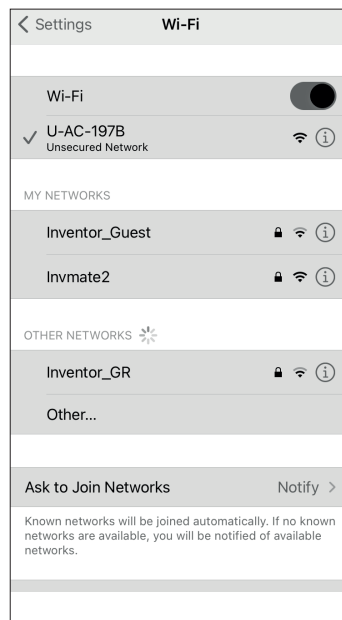 Settings Wi-Fi
Wi-Fi
U-AC-197B
Unsecured Network
MY NETWORKS
Inventor_Guest
Invmate2
OTHER NETWORKS
Inventor_GR
Other...
Ask to Join Networks Notify
Known networks will be joined automatically. If no known
networks are available, you will be notified of available
networks.